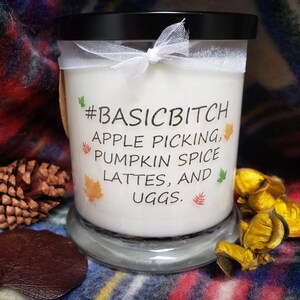 #BASICBITCH
APPLE PICKING,
PUMPKIN SPICE
LATTES, AND
UGGS.